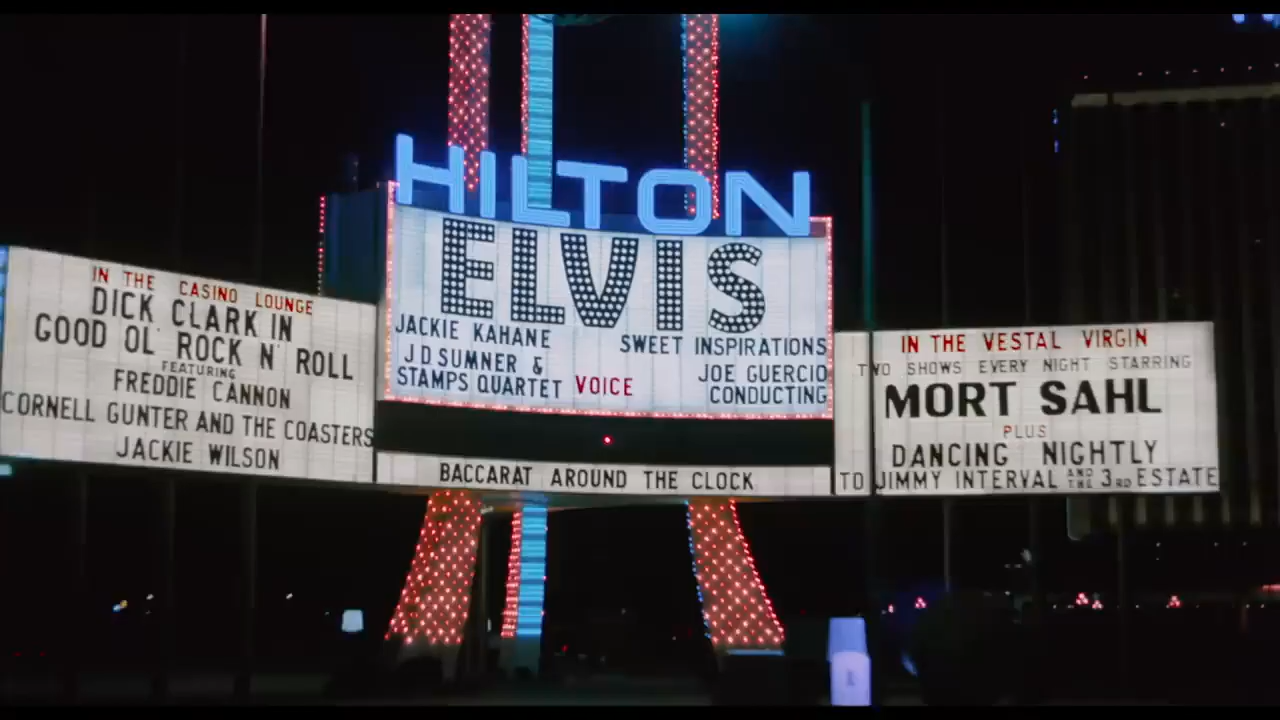 HILTON
ELVIS
JACKIE KAHANE
J.D SUMNER &
STAMPS QUARTET
VOICE
SWEET INSPIRATIONS
JOE GUERCIO
CONDUCTING
BACCARAT AROUND THE CLOCK
IN THE CASINO LOUNGE
DICK CLARK IN
GOOD OL' ROCK N' ROLL
FEATURING
FREDDIE CANNON
CORNELL GUNTER AND THE COASTERS
JACKIE WILSON
IN THE VESTAL VIRGIN
TWO SHOWS EVERY NIGHT STARRING
MORT SAHL
PLUS
DANCING NIGHTLY
TO JIMMY INTERVAL AND THE 3RD ESTATE